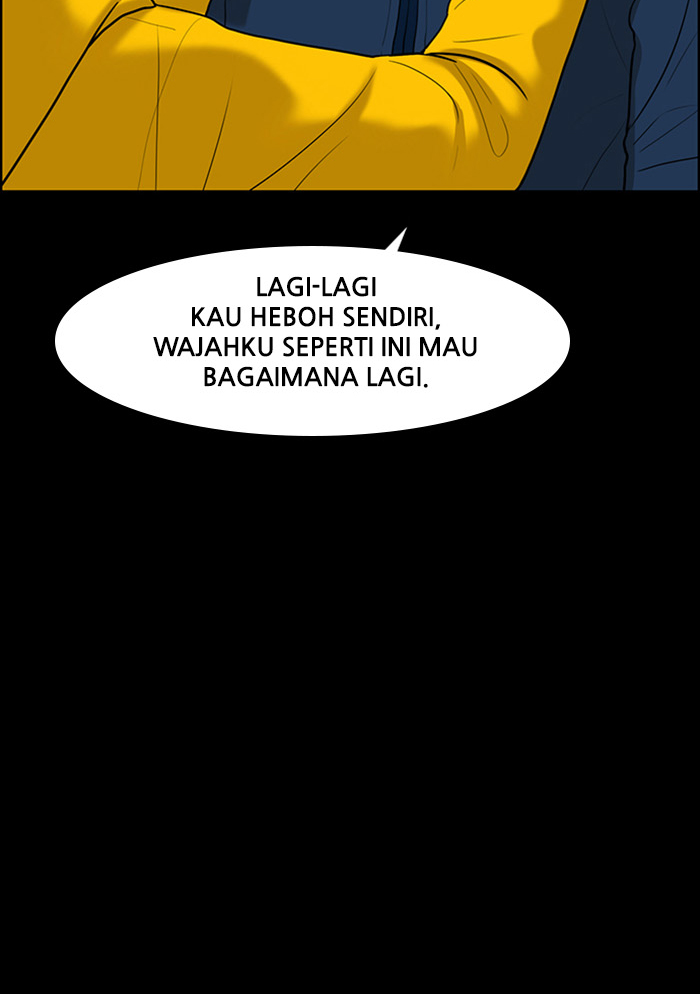 LAGI-LAGI
KAU HEBOH SENDIRI,
WAJAHKU SEPERTI INI MAU
BAGAIMANA LAGI.